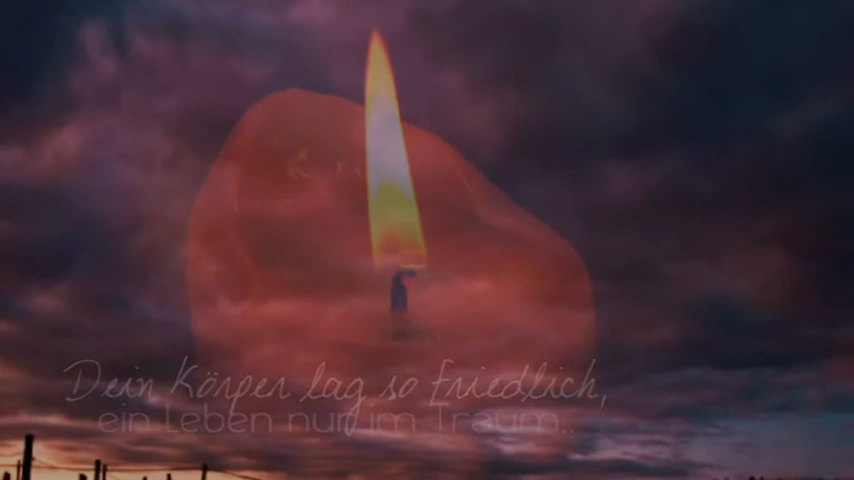 Dein Körper lag so friedlich,
ein Leben nur im Traum..